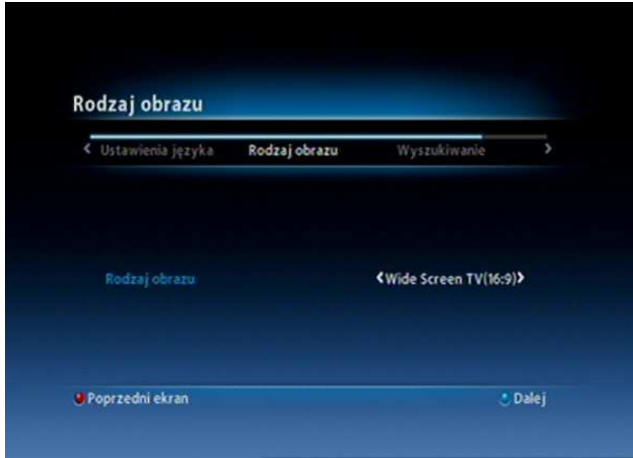 Rodzaj obrazu
Ustawienia języka Rodzaj obrazu Wyszukiwanie
Rodzaj obrazu Wide Screen TV(16:9)
Poprzedni ekran Dalej